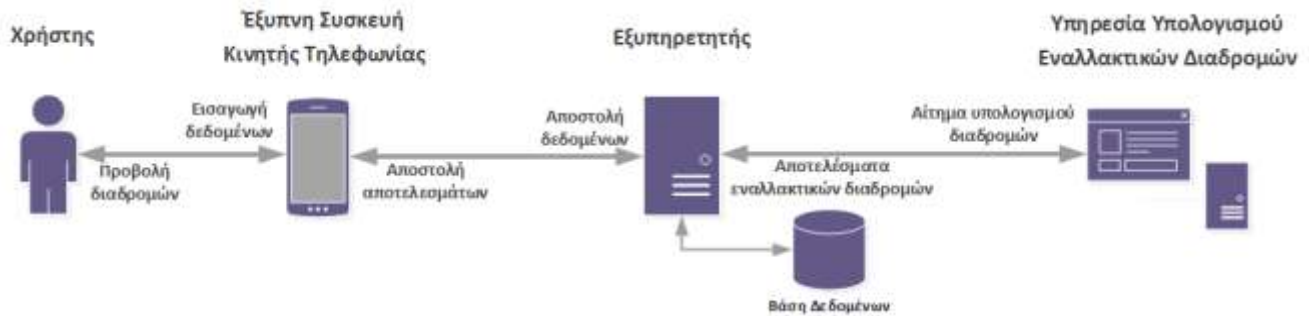 Χρήστης
Έξυπνη Συσκευή
Κινητής Τηλεφωνίας
Εξυπηρετητής
Υπηρεσία Υπολογισμού
Εναλλακτικών Διαδρομών
Εισαγωγή
δεδομένων
Προβολή
διαδρομών
Αποστολή
δεδομένων
Αποστολή
αποτελεσμάτων
Αίτημα υπολογισμού
διαδρομών
Αποτελέσματα
εναλλακτικών διαδρομών
Βάση Δεδομένων